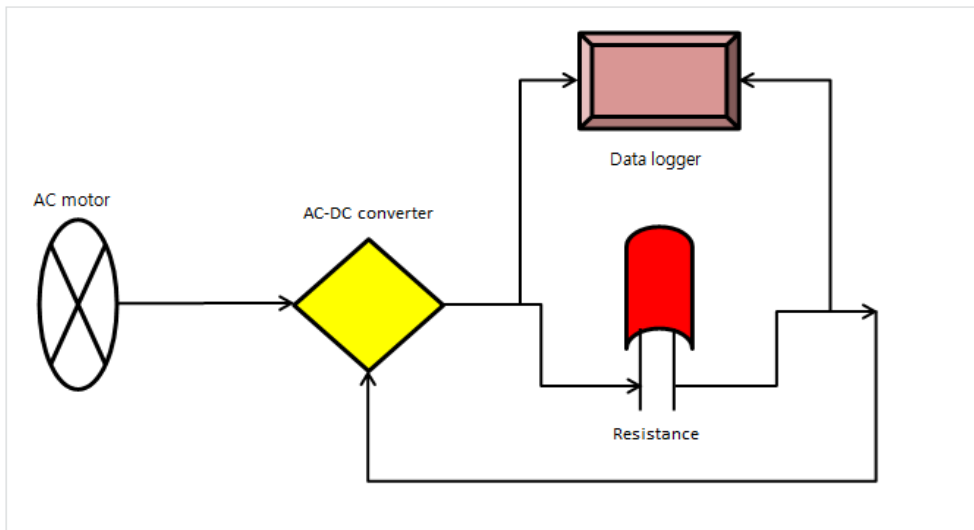 Data logger
AC motor
AC-DC converter
Resistance